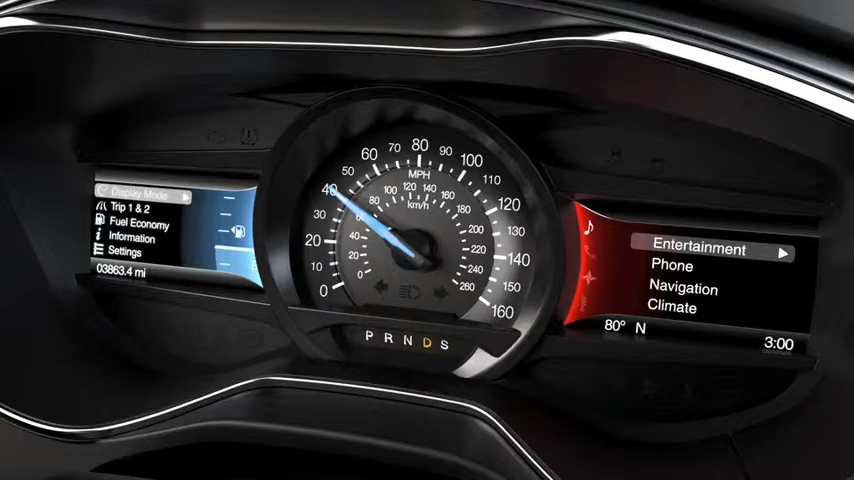 Display Mode
Trip 1 & 2
Fuel Economy
Information
Settings
03863.4 mi
0
10
20
30
40
50
60
70
80
90
100
110
120
130
140
150
160
MPH
0
20
40
80
100
120
140
160
180
200
220
240
260
km/h
P R N D S
Entertainment
Phone
Navigation
Climate
80° N
3:00